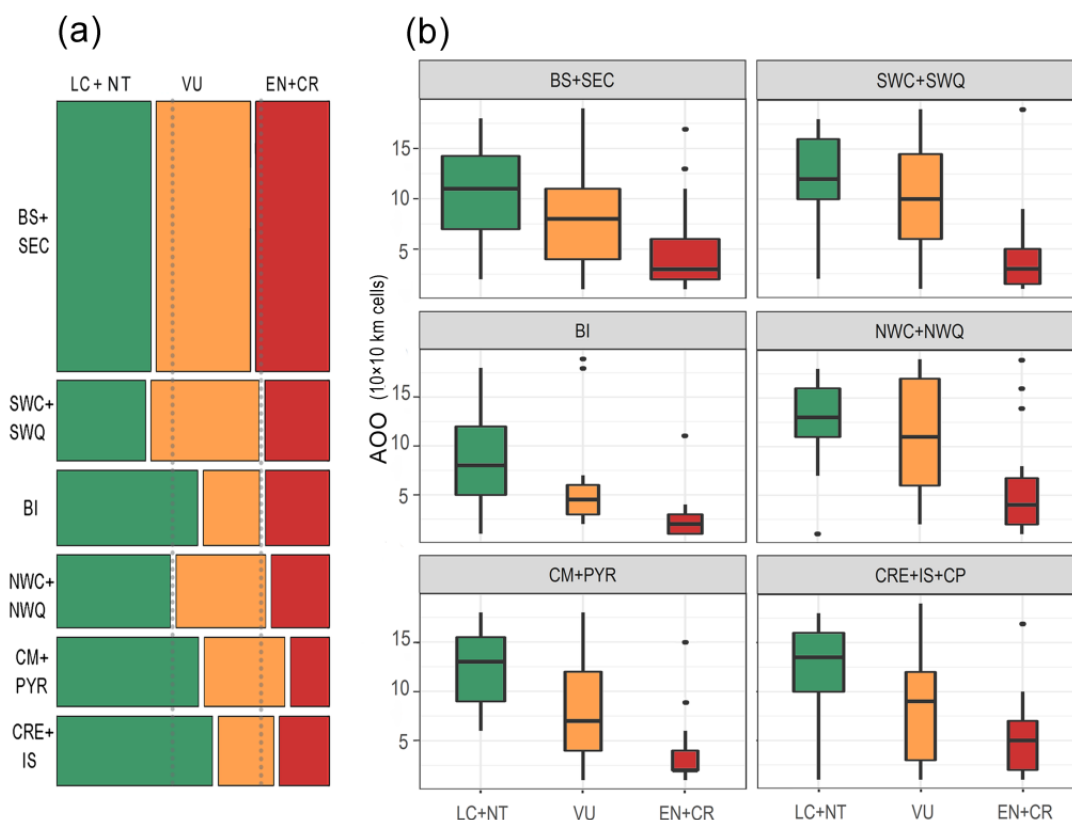 (a)
LC+NT VU EN+CR
BS+
SEC
SWC+
SWQ
BI
NWC+
NWQ
CM+
PYR
CRE+
IS
(b)
AOO (10×10 km cells)
BS+SEC SWC+SWQ
15
10
5
BI NWC+NWQ
15
10
5
CM+PYR CRE+IS+CP
15
10
5
LC+NT VU EN+CR LC+NT VU EN+CR